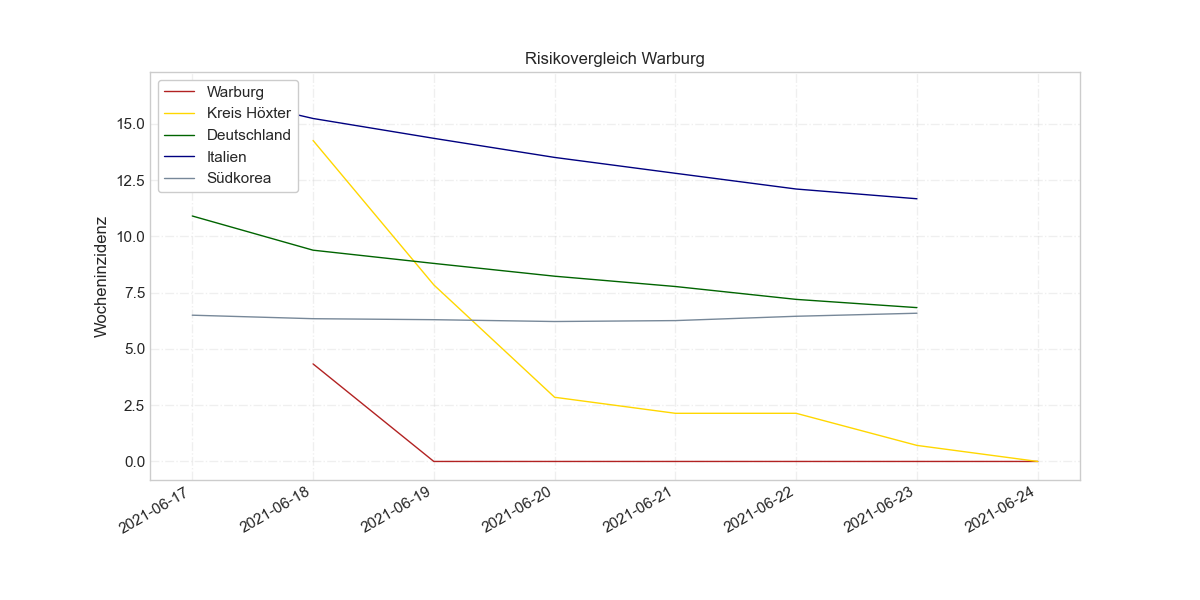 Risikovergleich Warburg
Warburg
Kreis Höxter
Deutschland
Italien
Südkorea
Wocheninzidenz
15.0
12.5
10.0
7.5
5.0
2.5
0.0
2021-06-17
2021-06-18
2021-06-19
2021-06-20
2021-06-21
2021-06-22
2021-06-23
2021-06-24